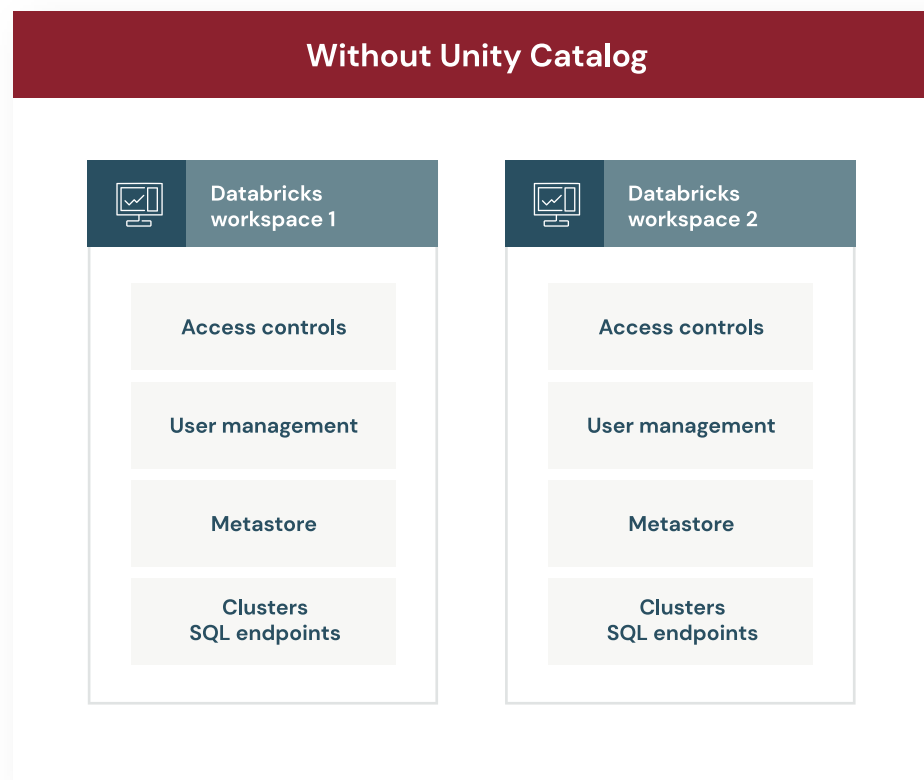 Without Unity Catalog
Databricks
workspace 1
Access controls
User management
Metastore
Clusters
SQL endpoints
Databricks
workspace 2
Access controls
User management
Metastore
Clusters
SQL endpoints